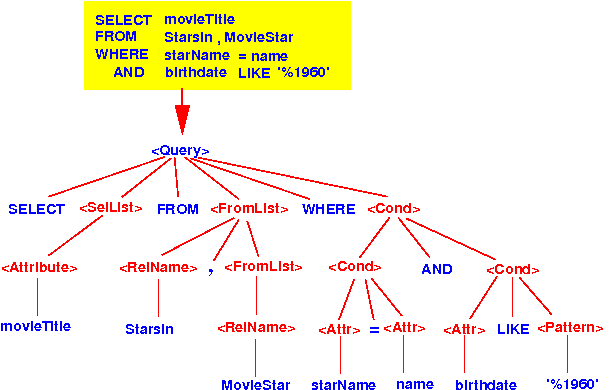 SELECT movieTitle
FROM StarsIn , MovieStar
WHERE starName = name
AND birthdate LIKE '%1960'
<Query>
SELECT <SelList> FROM <FromList> WHERE <Cond>
<Attribute> <RelName> , <FromList> <Cond> AND <Cond>
movieTitle StarsIn <RelName> <Attr> = <Attr> <Attr> LIKE <Pattern>
MovieStar starName name birthdate '%1960'